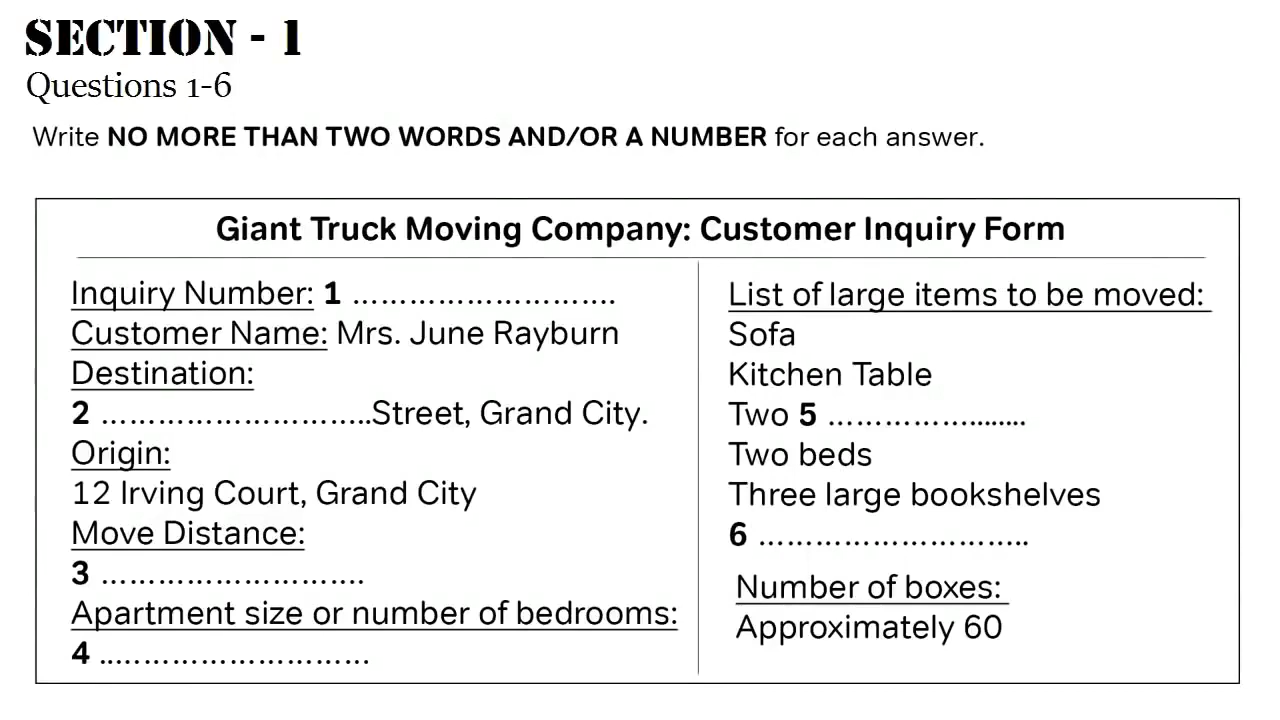 SECTION - 1
Questions 1-6
Write NO MORE THAN TWO WORDS AND/OR A NUMBER for each answer.
Giant Truck Moving Company: Customer Inquiry Form
Inquiry Number: 1 ……………………….
Customer Name: Mrs. June Rayburn
Destination:
2 ………………………..Street, Grand City.
Origin:
12 Irving Court, Grand City
Move Distance:
3 ……………………….
Apartment size or number of bedrooms:
4 ..………………………
List of large items to be moved:
Sofa
Kitchen Table
Two 5 ……………........
Two beds
Three large bookshelves
6 ………………………..
Number of boxes:
Approximately 60